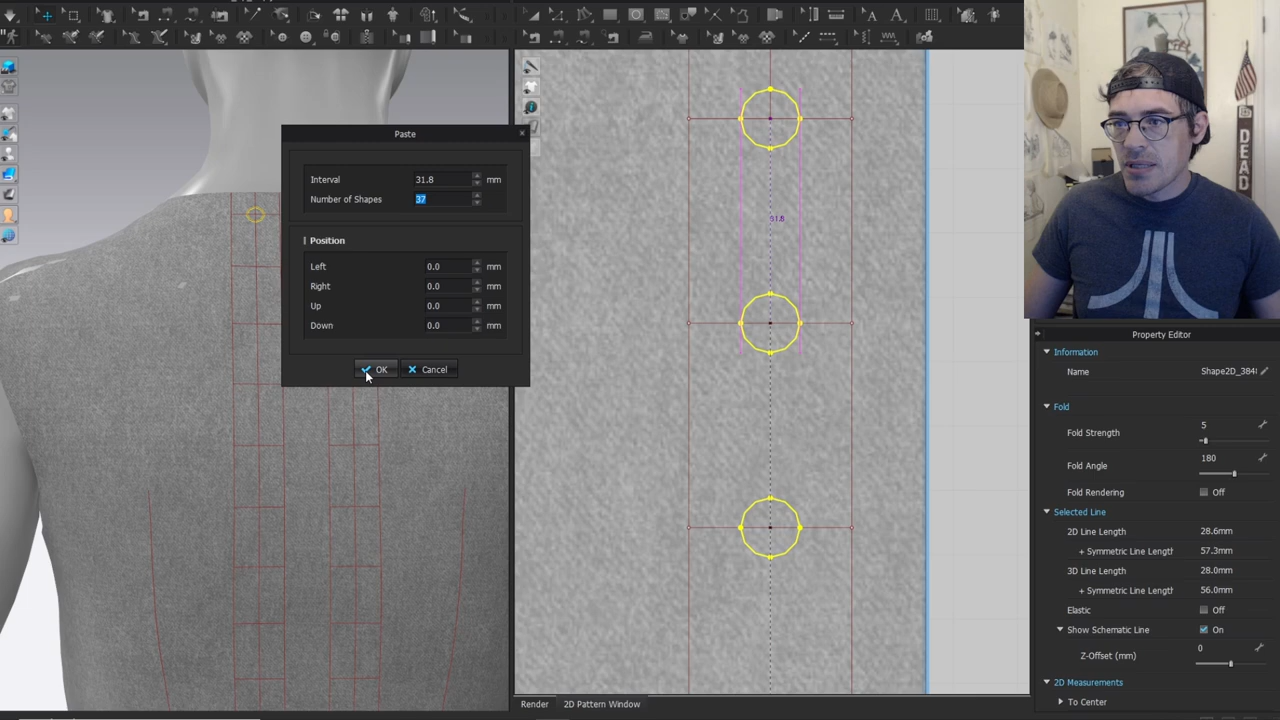 Paste
Interval 31.8 mm
Number of Shapes 37
Position
Left 0.0 mm
Right 0.0 mm
Up 0.0 mm
Down 0.0 mm
OK Cancel
31.8
Render 2D Pattern Window
DEAD
Property Editor
Information
Name Shape2D_384
Fold
Fold Strength 5
Fold Angle 180
Fold Rendering Off
Selected Line
2D Line Length 28.6mm
+ Symmetric Line Length 57.3mm
3D Line Length 28.0mm
+ Symmetric Line Length 56.0mm
Elastic Off
Show Schematic Line On
Z-Offset (mm) 0
2D Measurements
To Center